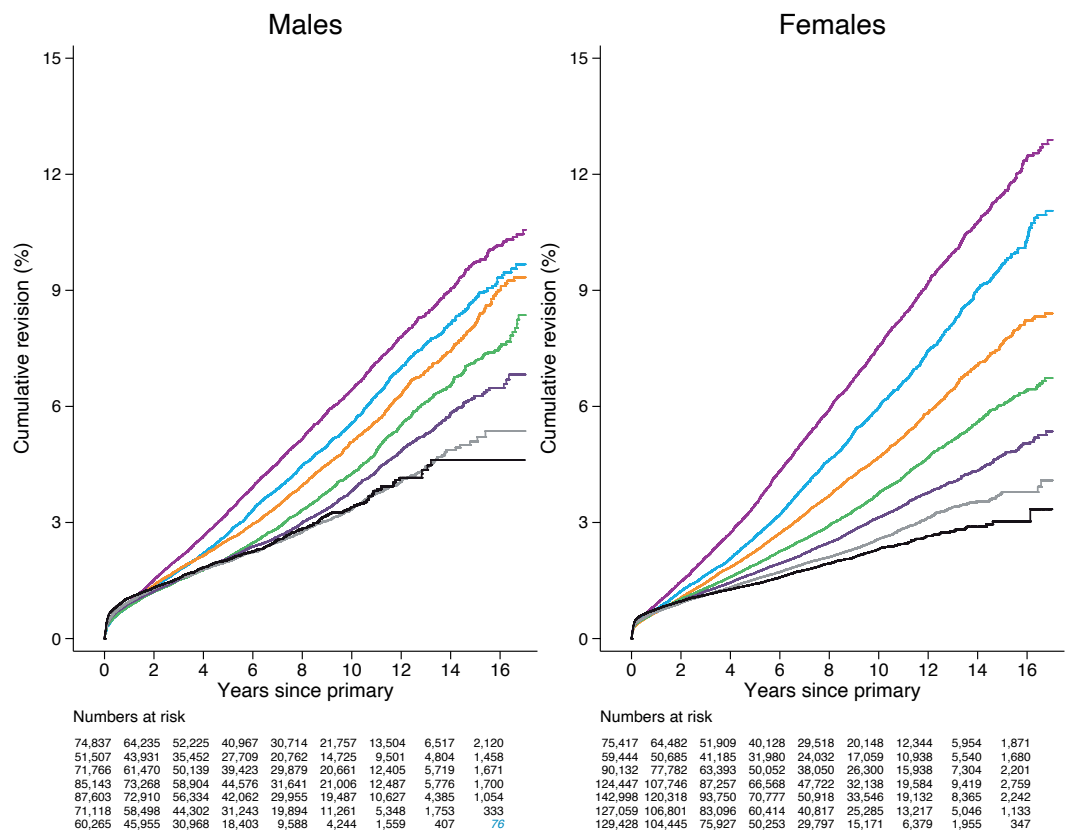 Males
Females
15
12
9
6
3
0
Cumulative revision (%)
0 2 4 6 8 10 12 14 16
Years since primary
15
12
9
6
3
0
Cumulative revision (%)
0 2 4 6 8 10 12 14 16
Years since primary
Numbers at risk
74,837 64,235 52,225 40,967 30,714 21,757 13,504 6,517 2,120
51,507 43,931 35,452 27,709 20,762 14,725 9,501 4,804 1,458
71,766 61,470 50,139 39,423 29,879 20,661 12,405 5,719 1,671
85,143 73,268 58,904 44,576 31,641 21,006 12,487 5,776 1,700
87,603 72,910 56,334 42,062 29,955 19,487 10,627 4,385 1,054
71,118 58,498 44,302 31,243 19,894 11,261 5,348 1,753 333
60,265 45,955 30,968 18,403 9,588 4,244 1,559 407 76
Numbers at risk
75,417 64,482 51,909 40,128 29,518 20,148 12,344 5,954 1,871
59,444 50,685 41,185 31,980 24,032 17,059 10,938 5,540 1,680
90,132 77,782 63,393 50,052 38,050 26,300 15,938 7,304 2,201
124,447 107,746 87,257 66,568 47,722 32,138 19,584 9,419 2,759
142,998 120,318 93,750 70,777 50,918 33,546 19,132 8,365 2,242
127,059 106,801 83,096 60,414 40,817 25,285 13,217 5,046 1,133
129,428 104,445 75,927 50,253 29,797 15,171 6,379 1,955 347